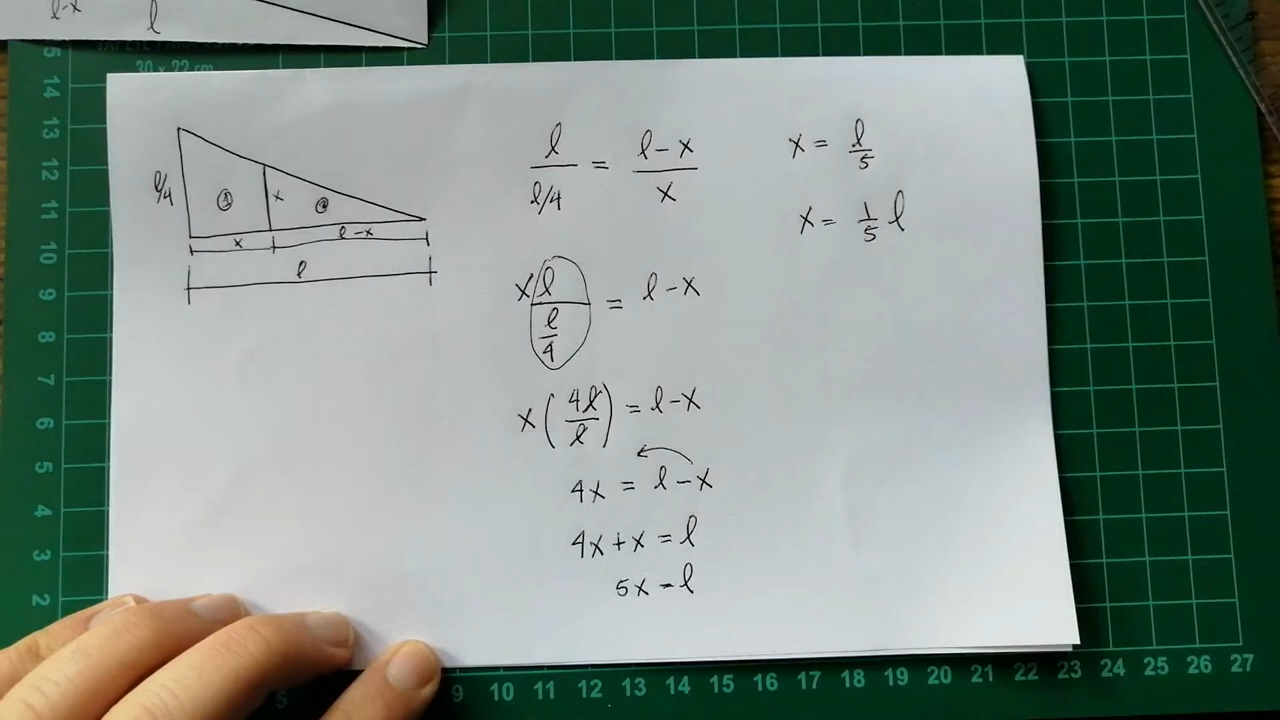 l-x
l
30 x 22 cm
l/4
①
x
②
x
l-x
l
l/(l/4) = (l-x)/x
xl/(l/4) = l-x
x(4l/l) = l-x
4x = l-x
4x+x = l
5x = l
x = l/5
x = 1/5 l
14
13
12
11
10
9
8
7
6
5
4
3
2
9 10 11 12 13 14 15 16 17 18 19 20 21 22 23 24 25 26 27